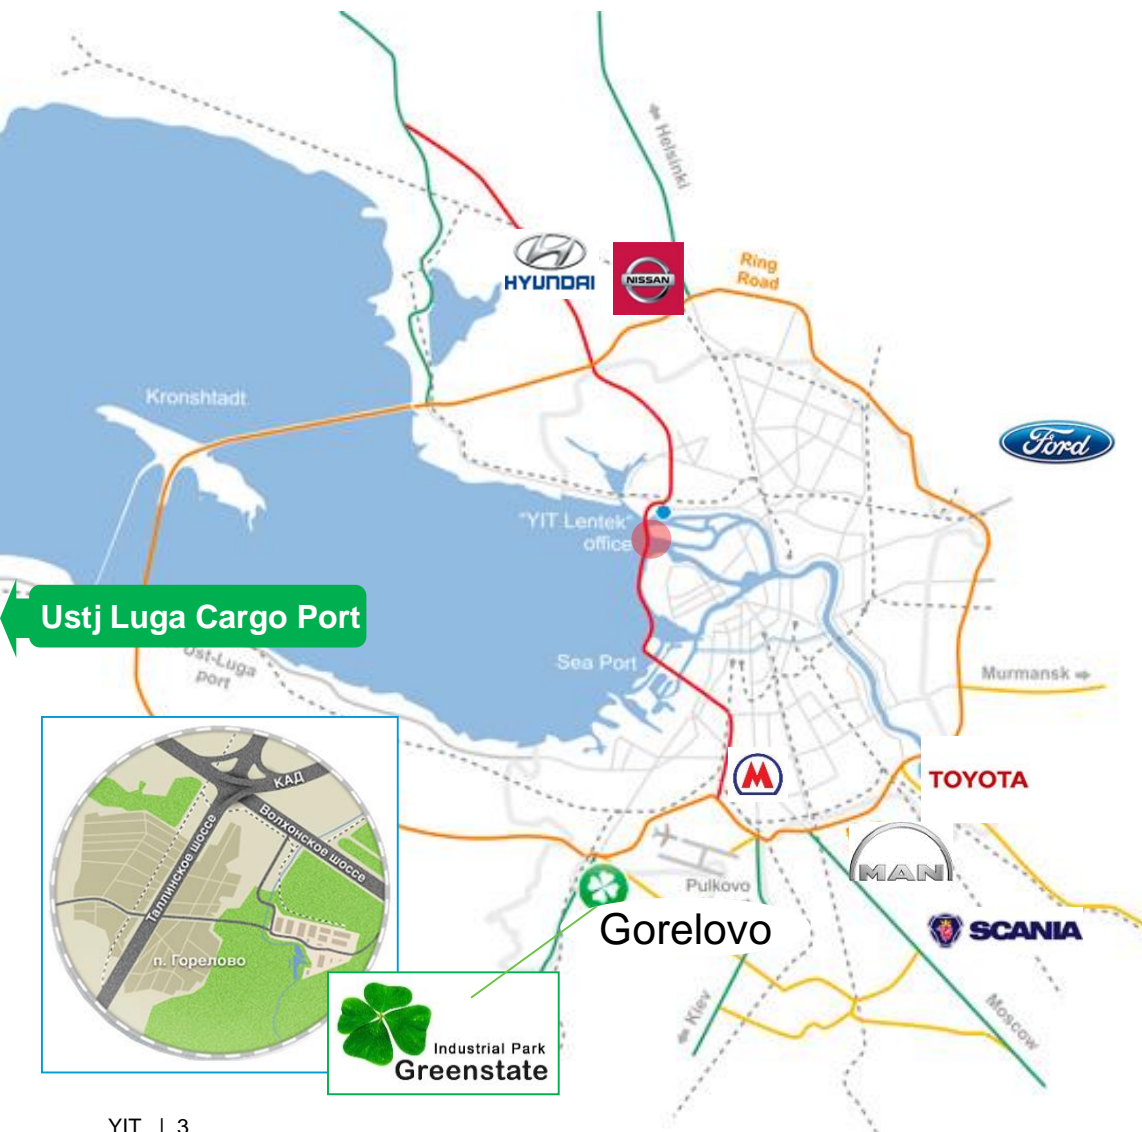 Helsinki
HYUNDAI
NISSAN
Ring
Road
Kronshtadt
Ford
"YIT Lentek"
office
Ustj Luga Cargo Port
Ust-Luga
port
Sea Port
Murmansk
M
TOYOTA
MAN
Pulkovo
Gorelovo
SCANIA
КАД
Волхонское шоссе
Таллинское шоссе
п. Горелово
Kiev
Moscow
Industrial Park
Greenstate
YIT | 3